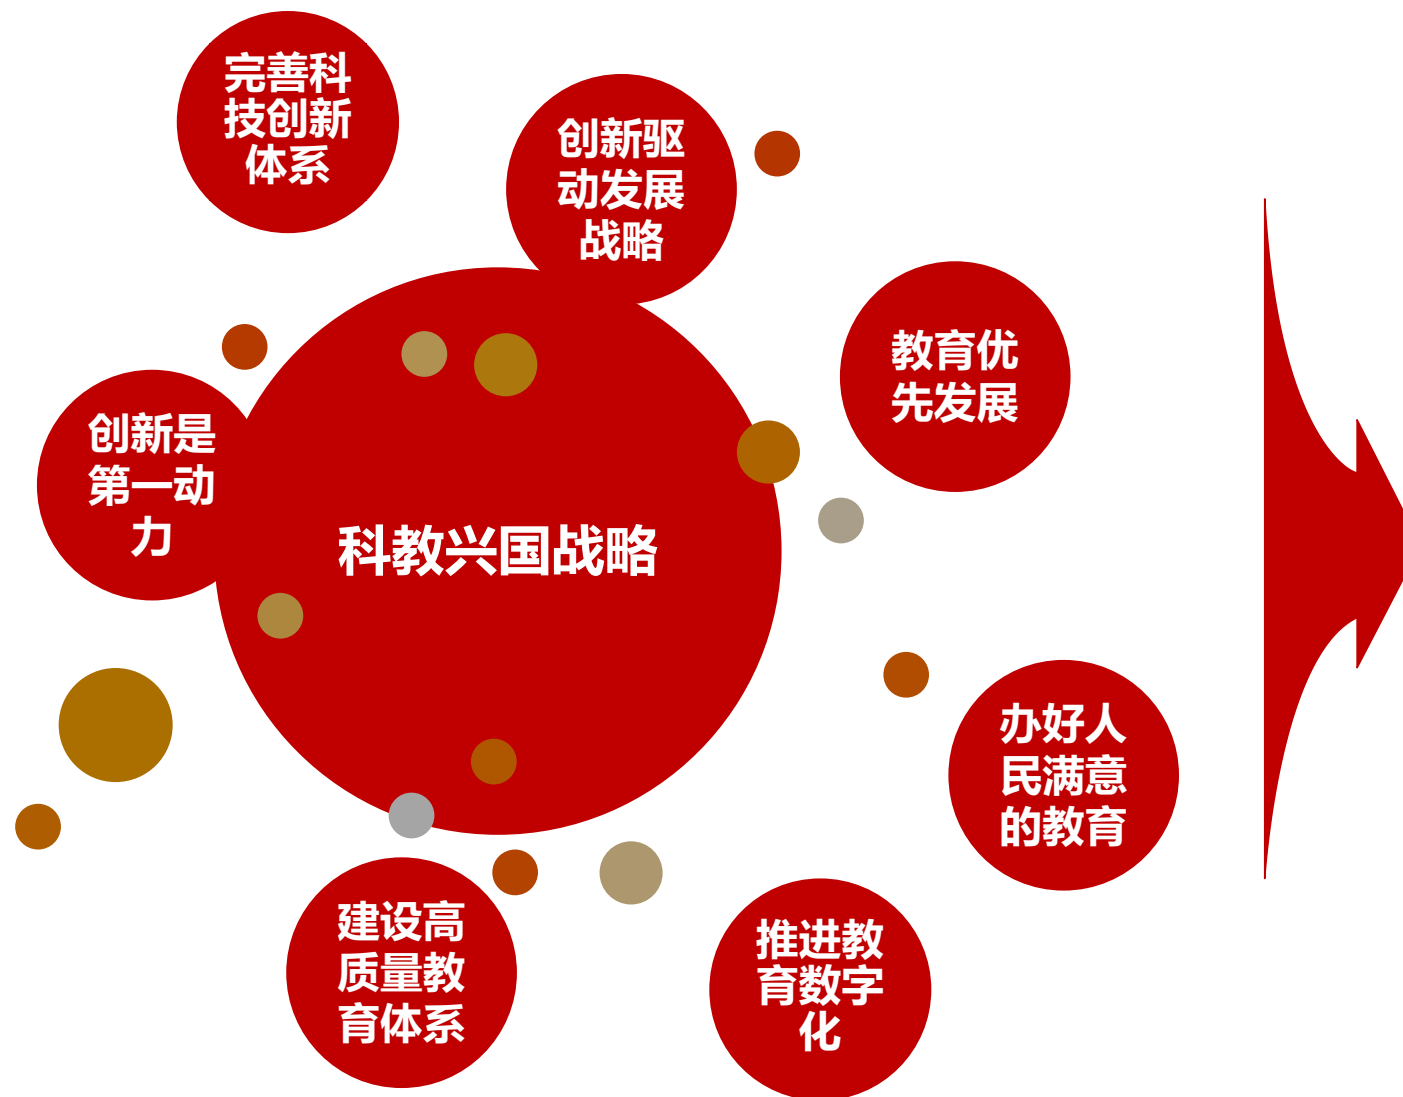 完善科
技创新
体系
创新驱
动发展
战略
教育优
先发展
创新是
第一动
力
科教兴国战略
办好人
民满意
的教育
建设高
质量教
育体系
推进教
育数字
化